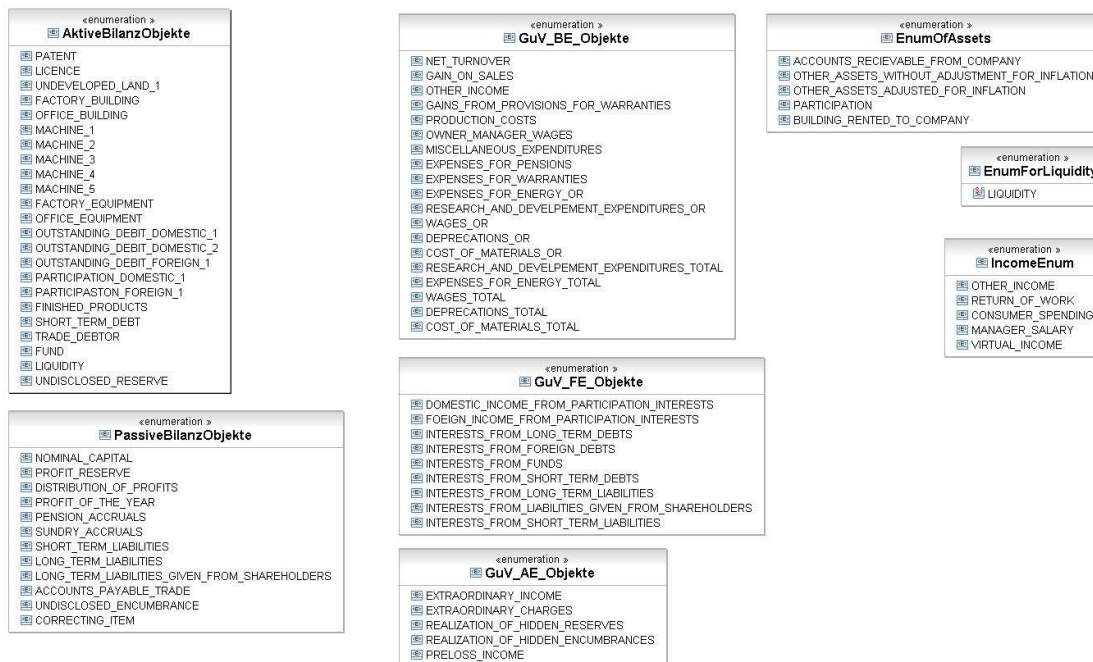 «enumeration »
AktiveBilanzObjekte
PATENT
LICENCE
UNDEVELOPED_LAND_1
FACTORY_BUILDING
OFFICE_BUILDING
MACHINE_1
MACHINE_2
MACHINE_3
MACHINE_4
MACHINE_5
FACTORY_EQUIPMENT
OFFICE_EQUIPMENT
OUTSTANDING_DEBIT_DOMESTIC_1
OUTSTANDING_DEBIT_DOMESTIC_2
OUTSTANDING_DEBIT_FOREIGN_1
PARTICIPATION_DOMESTIC_1
PARTICIPASTON_FOREIGN_1
FINISHED_PRODUCTS
SHORT_TERM_DEBT
TRADE_DEBTOR
FUND
LIQUIDITY
UNDISCLOSED_RESERVE
«enumeration »
PassiveBilanzObjekte
NOMINAL_CAPITAL
PROFIT_RESERVE
DISTRIBUTION_OF_PROFITS
PROFIT_OF_THE_YEAR
PENSION_ACCRUALS
SUNDRY_ACCRUALS
SHORT_TERM_LIABILITIES
LONG_TERM_LIABILITIES
LONG_TERM_LIABILITIES_GIVEN_FROM_SHAREHOLDERS
ACCOUNTS_PAYABLE_TRADE
UNDISCLOSED_ENCUMBRANCE
CORRECTING_ITEM
«enumeration »
GuV_BE_Objekte
NET_TURNOVER
GAIN_ON_SALES
OTHER_INCOME
GAINS_FROM_PROVISIONS_FOR_WARRANTIES
PRODUCTION_COSTS
OWNER_MANAGER_WAGES
MISCELLANEOUS_EXPENDITURES
EXPENSES_FOR_PENSIONS
EXPENSES_FOR_WARRANTIES
EXPENSES_FOR_ENERGY_OR
RESEARCH_AND_DEVELPEMENT_EXPENDITURES_OR
WAGES_OR
DEPRECATIONS_OR
COST_OF_MATERIALS_OR
RESEARCH_AND_DEVELPEMENT_EXPENDITURES_TOTAL
EXPENSES_FOR_ENERGY_TOTAL
WAGES_TOTAL
DEPRECATIONS_TOTAL
COST_OF_MATERIALS_TOTAL
«enumeration »
GuV_FE_Objekte
DOMESTIC_INCOME_FROM_PARTICIPATION_INTERESTS
FOEIGN_INCOME_FROM_PARTICIPATION_INTERESTS
INTERESTS_FROM_LONG_TERM_DEBTS
INTERESTS_FROM_FOREIGN_DEBTS
INTERESTS_FROM_FUNDS
INTERESTS_FROM_SHORT_TERM_DEBTS
INTERESTS_FROM_LONG_TERM_LIABILITIES
INTERESTS_FROM_LIABILITIES_GIVEN_FROM_SHAREHOLDERS
INTERESTS_FROM_SHORT_TERM_LIABILITIES
«enumeration »
GuV_AE_Objekte
EXTRAORDINARY_INCOME
EXTRAORDINARY_CHARGES
REALIZATION_OF_HIDDEN_RESERVES
REALIZATION_OF_HIDDEN_ENCUMBRANCES
PRELOSS_INCOME
«enumeration »
EnumOfAssets
ACCOUNTS_RECIEVABLE_FROM_COMPANY
OTHER_ASSETS_WITHOUT_ADJUSTMENT_FOR_INFLATION
OTHER_ASSETS_ADJUSTED_FOR_INFLATION
PARTICIPATION
BUILDING_RENTED_TO_COMPANY
«enumeration »
EnumForLiquidity
LIQUIDITY
«enumeration »
IncomeEnum
OTHER_INCOME
RETURN_OF_WORK
CONSUMER_SPENDING
MANAGER_SALARY
VIRTUAL_INCOME